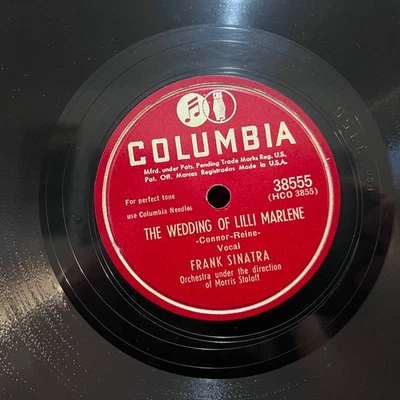 COLUMBIA
Mfrd. under Pats. Pending Trade Marks Reg. U.S.
Pat. Off. Marcas Registradas Made in U.S.A.
For perfect tone
use Columbia Needles
38555
(HCO 3855)
THE WEDDING OF LILLI MARLENE
-Connor-Reine-
Vocal
FRANK SINATRA
Orchestra under the direction
of Morris Stoloff